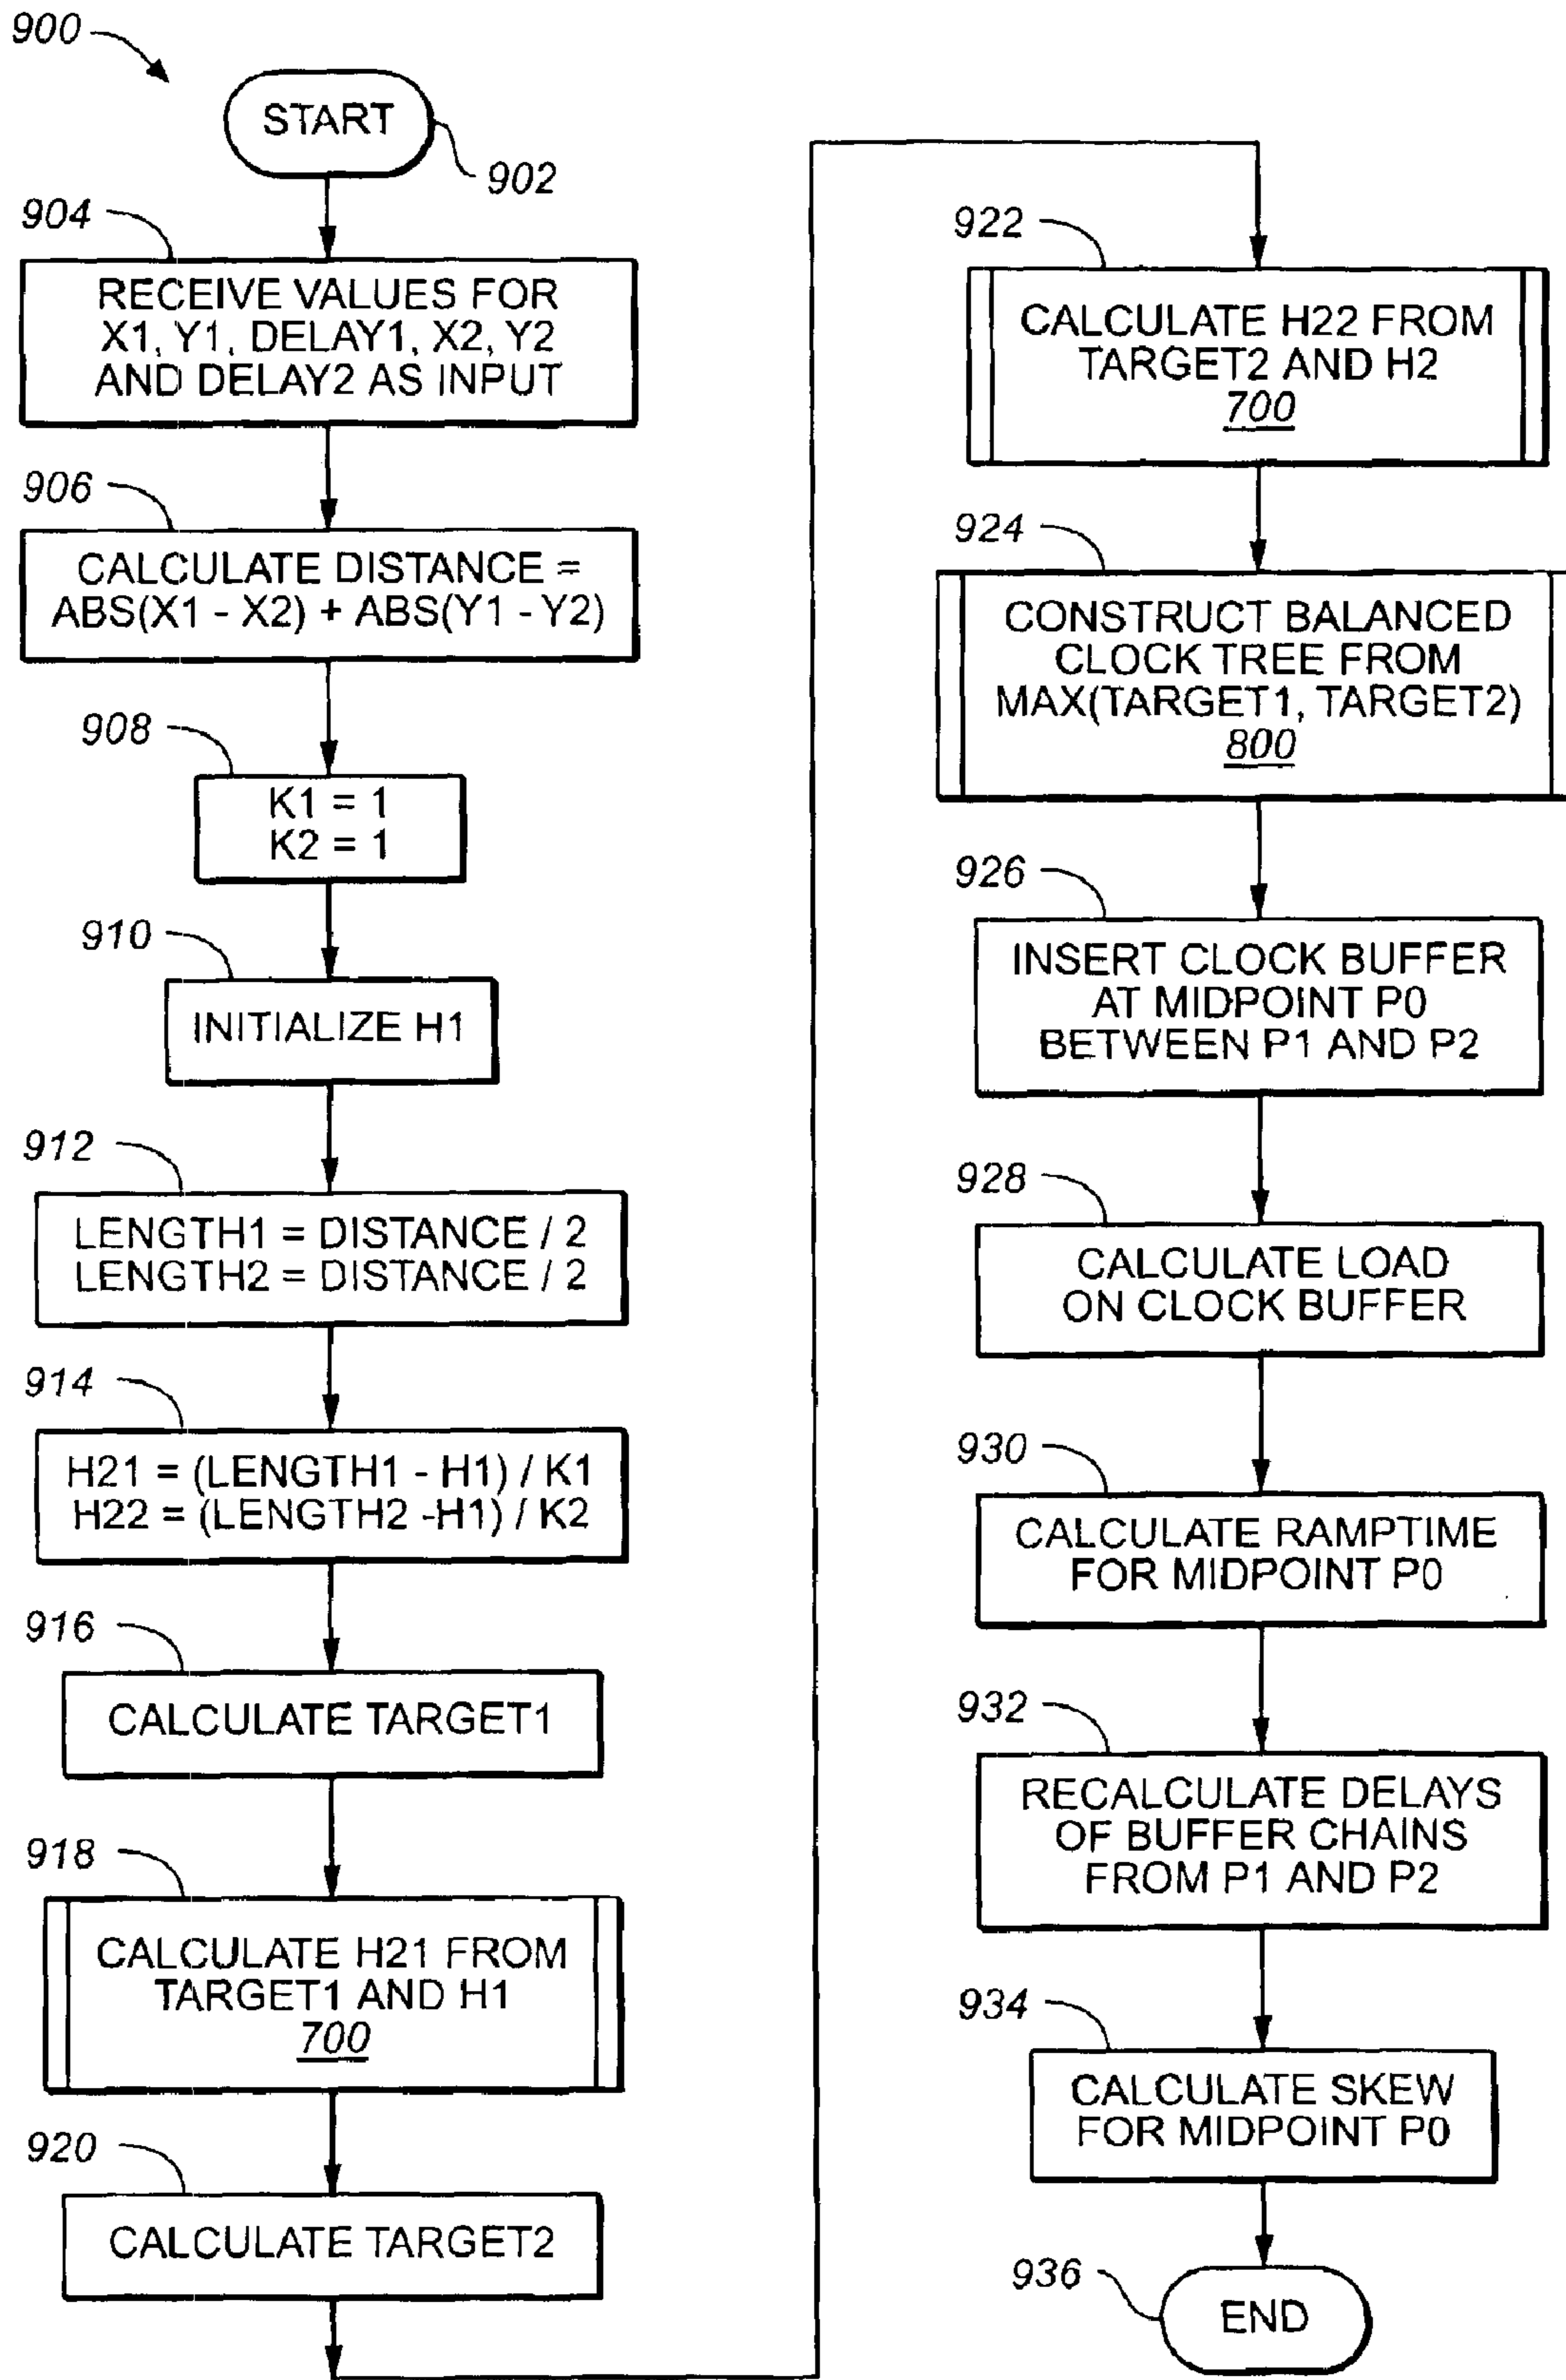 900
START
902
904
RECEIVE VALUES FOR
X1, Y1, DELAY1, X2, Y2
AND DELAY2 AS INPUT
906
CALCULATE DISTANCE =
ABS(X1 - X2) + ABS(Y1 - Y2)
908
K1 = 1
K2 = 1
910
INITIALIZE H1
912
LENGTH1 = DISTANCE / 2
LENGTH2 = DISTANCE / 2
914
H21 = (LENGTH1 - H1) / K1
H22 = (LENGTH2 -H1) / K2
916
CALCULATE TARGET1
918
CALCULATE H21 FROM
TARGET1 AND H1
700
920
CALCULATE TARGET2
922
CALCULATE H22 FROM
TARGET2 AND H2
700
924
CONSTRUCT BALANCED
CLOCK TREE FROM
MAX(TARGET1, TARGET2)
800
926
INSERT CLOCK BUFFER
AT MIDPOINT P0
BETWEEN P1 AND P2
928
CALCULATE LOAD
ON CLOCK BUFFER
930
CALCULATE RAMPTIME
FOR MIDPOINT P0
932
RECALCULATE DELAYS
OF BUFFER CHAINS
FROM P1 AND P2
934
CALCULATE SKEW
FOR MIDPOINT P0
936
END